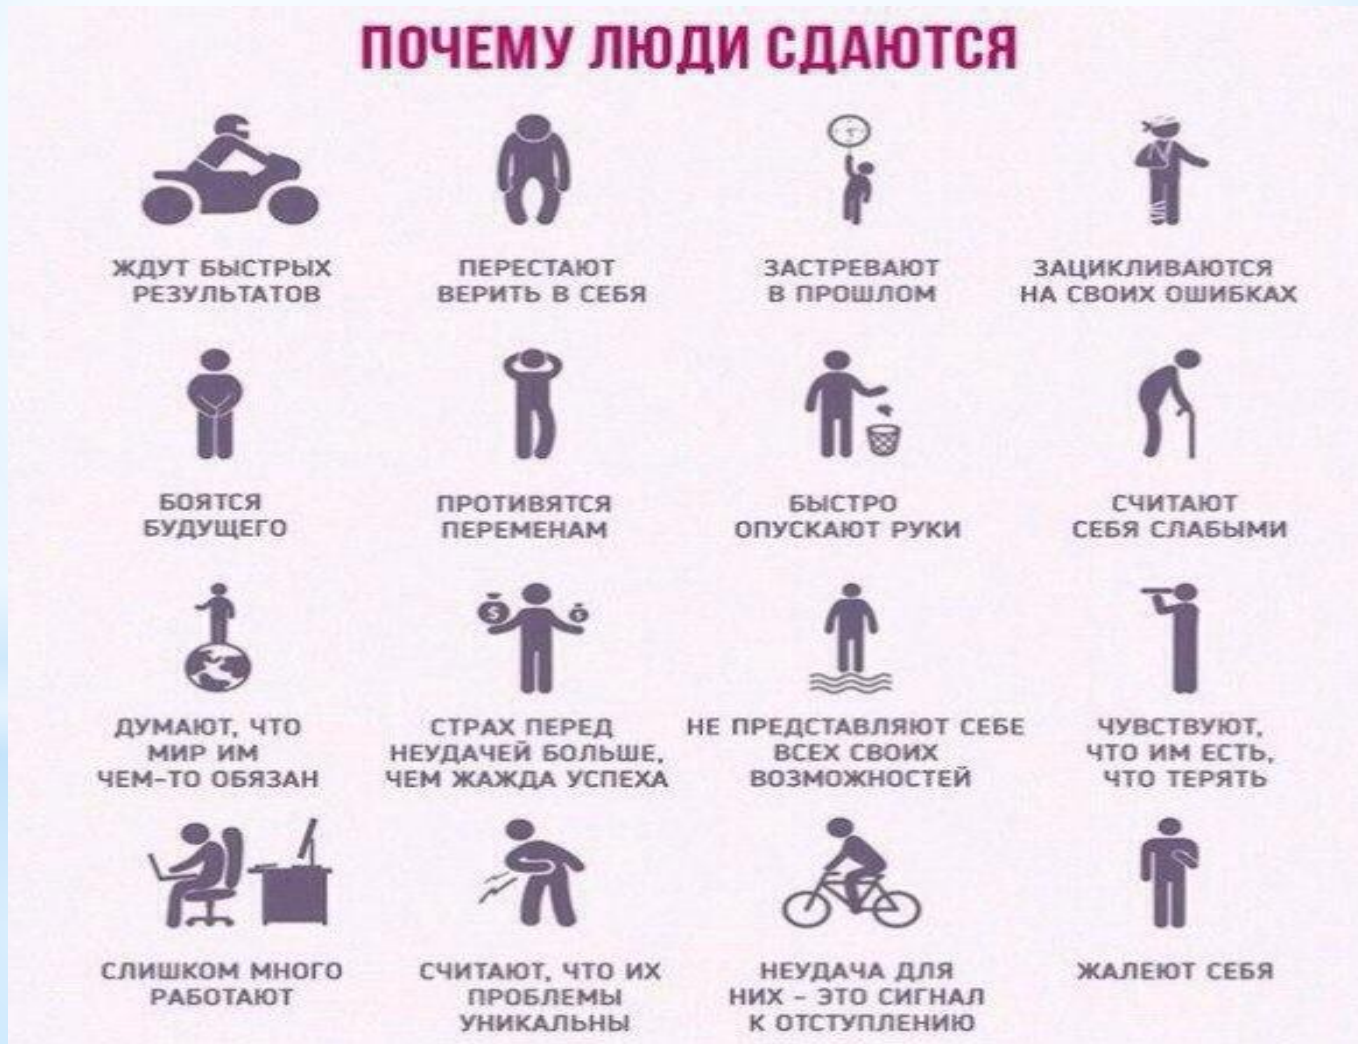 ПОЧЕМУ ЛЮДИ СДАЮТСЯ
ЖДУТ БЫСТРЫХ
РЕЗУЛЬТАТОВ
ПЕРЕСТАЮТ
ВЕРИТЬ В СЕБЯ
ЗАСТРЕВАЮТ
В ПРОШЛОМ
ЗАЦИКЛИВАЮТСЯ
НА СВОИХ ОШИБКАХ
БОЯТСЯ
БУДУЩЕГО
ПРОТИВЯТСЯ
ПЕРЕМЕНАМ
БЫСТРО
ОПУСКАЮТ РУКИ
СЧИТАЮТ
СЕБЯ СЛАБЫМИ
ДУМАЮТ, ЧТО
МИР ИМ
ЧЕМ-ТО ОБЯЗАН
СТРАХ ПЕРЕД
НЕУДАЧЕЙ БОЛЬШЕ,
ЧЕМ ЖАЖДА УСПЕХА
НЕ ПРЕДСТАВЛЯЮТ СЕБЕ
ВСЕХ СВОИХ
ВОЗМОЖНОСТЕЙ
ЧУВСТВУЮТ,
ЧТО ИМ ЕСТЬ,
ЧТО ТЕРЯТЬ
СЛИШКОМ МНОГО
РАБОТАЮТ
СЧИТАЮТ, ЧТО ИХ
ПРОБЛЕМЫ
УНИКАЛЬНЫ
НЕУДАЧА ДЛЯ
НИХ - ЭТО СИГНАЛ
К ОТСТУПЛЕНИЮ
ЖАЛЕЮТ СЕБЯ